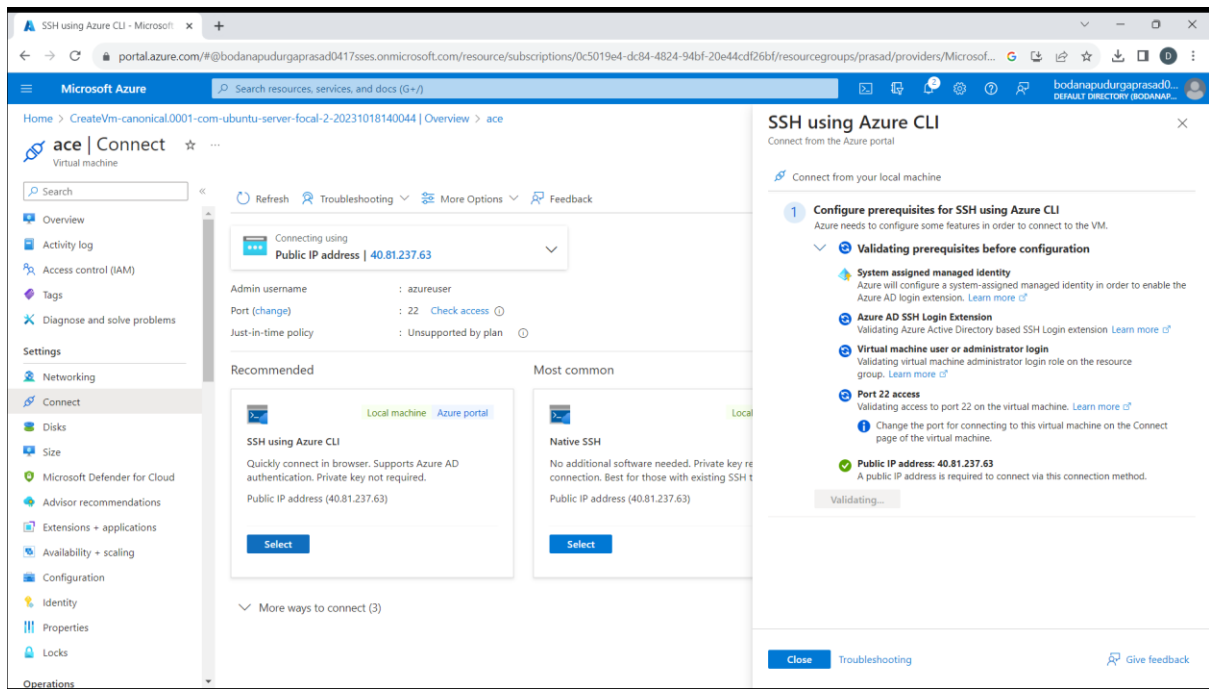 SSH using Azure CLI - Microsoft
portal.azure.com/#@bodanapudurgaprasad0417sses.onmicrosoft.com/resource/subscriptions/0c5019e4-dc84-4824-94bf-20e44cdf26bf/resourcegroups/prasad/providers/Microsof...
D
Microsoft Azure
Search resources, services, and docs (G+/)
2
bodanapudurgaprasad0...
DEFAULT DIRECTORY (BODANAP...
Home > CreateVm-canonical.0001-com-ubuntu-server-focal-2-20231018140044 | Overview > ace
ace | Connect
Virtual machine
Search
Overview
Activity log
Access control (IAM)
Tags
Diagnose and solve problems
Settings
Networking
Connect
Disks
Size
Microsoft Defender for Cloud
Advisor recommendations
Extensions + applications
Availability + scaling
Configuration
Identity
Properties
Locks
Operations
Refresh Troubleshooting More Options Feedback
Connecting using
Public IP address | 40.81.237.63
Admin username : azureuser
Port (change) : 22 Check access
Just-in-time policy : Unsupported by plan
Recommended
Local machine Azure portal
SSH using Azure CLI
Quickly connect in browser. Supports Azure AD
authentication. Private key not required.
Public IP address (40.81.237.63)
Select
Most common
Local
Native SSH
No additional software needed. Private key re
connection. Best for those with existing SSH t
Public IP address (40.81.237.63)
Select
More ways to connect (3)
SSH using Azure CLI
Connect from the Azure portal
Connect from your local machine
1 Configure prerequisites for SSH using Azure CLI
Azure needs to configure some features in order to connect to the VM.
Validating prerequisites before configuration
System assigned managed identity
Azure will configure a system-assigned managed identity in order to enable the
Azure AD login extension. Learn more
Azure AD SSH Login Extension
Validating Azure Active Directory based SSH Login extension Learn more
Virtual machine user or administrator login
Validating virtual machine administrator login role on the resource
group. Learn more
Port 22 access
Validating access to port 22 on the virtual machine. Learn more
Change the port for connecting to this virtual machine on the Connect
page of the virtual machine.
Public IP address: 40.81.237.63
A public IP address is required to connect via this connection method.
Validating...
Close Troubleshooting Give feedback